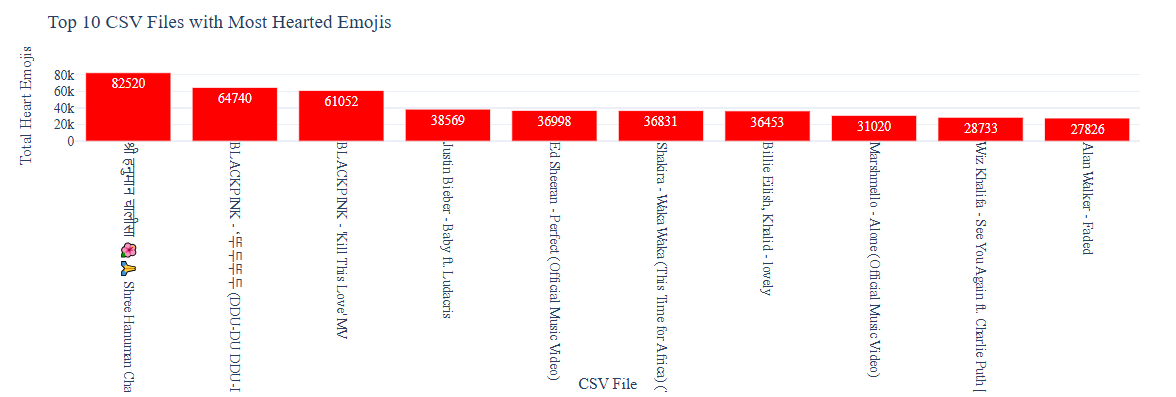 Top 10 CSV Files with Most Hearted Emojis
Total Heart Emojis
80k
60k
40k
20k
0
82520
64740
61052
38569
36998
36831
36453
31020
28733
27826
श्री हनुमान चालीसा 🌺🙏 Shree Hanuman Cha
BLACKPINK - '뚜두뚜두 (DDU-DU DDU-D
BLACKPINK - 'Kill This Love' MV
Justin Bieber - Baby ft. Ludacris
Ed Sheeran - Perfect (Official Music Video)
Shakira - Waka Waka (This Time for Africa) (
Billie Eilish, Khalid - lovely
Marshmello - Alone (Official Music Video)
Wiz Khalifa - See You Again ft. Charlie Puth [
Alan Walker - Faded
CSV File